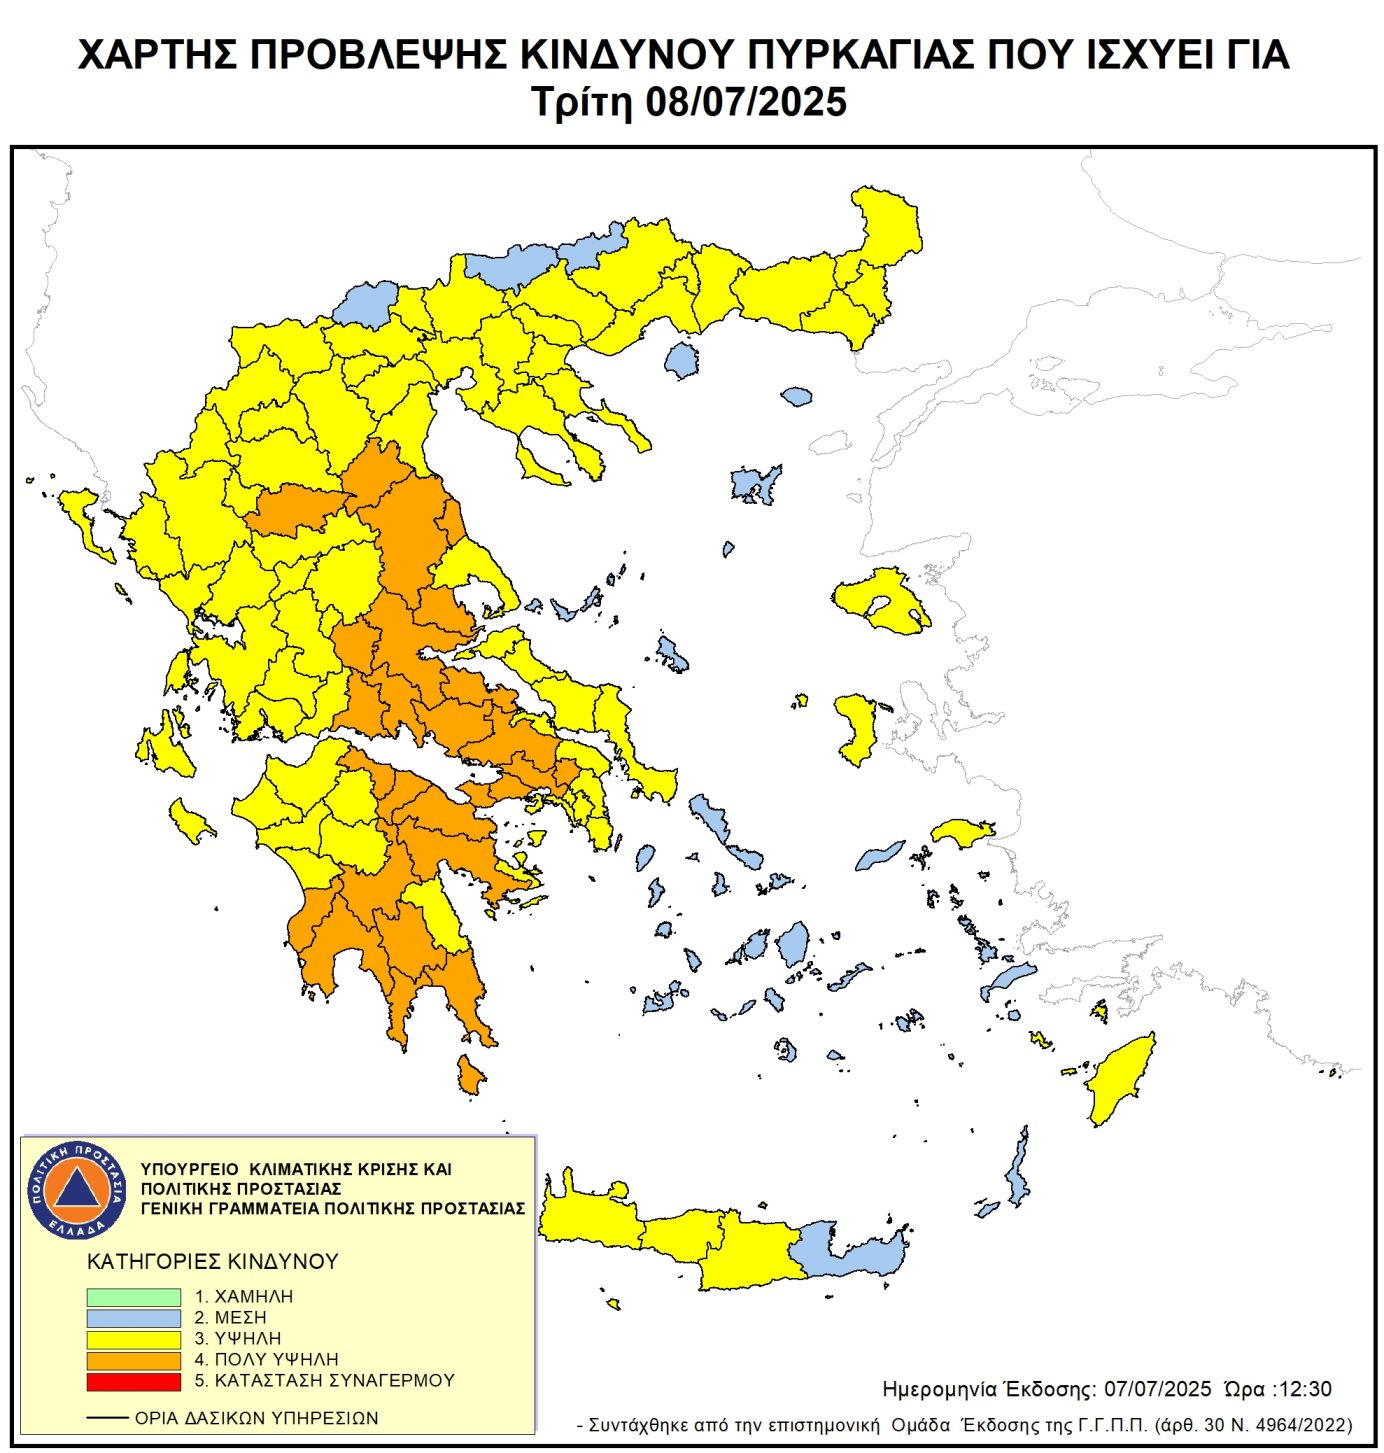 ΧΑΡΤΗΣ ΠΡΟΒΛΕΨΗΣ ΚΙΝΔΥΝΟΥ ΠΥΡΚΑΓΙΑΣ ΠΟΥ ΙΣΧΥΕΙ ΓΙΑ
Τρίτη 08/07/2025
ΠΟΛΙΤΙΚΗ ΠΡΟΣΤΑΣΙΑ
ΕΛΛΑΔΑ
ΥΠΟΥΡΓΕΙΟ ΚΛΙΜΑΤΙΚΗΣ ΚΡΙΣΗΣ ΚΑΙ
ΠΟΛΙΤΙΚΗΣ ΠΡΟΣΤΑΣΙΑΣ
ΓΕΝΙΚΗ ΓΡΑΜΜΑΤΕΙΑ ΠΟΛΙΤΙΚΗΣ ΠΡΟΣΤΑΣΙΑΣ
ΚΑΤΗΓΟΡΙΕΣ ΚΙΝΔΥΝΟΥ
1. ΧΑΜΗΛΗ
2. ΜΕΣΗ
3. ΥΨΗΛΗ
4. ΠΟΛΥ ΥΨΗΛΗ
5. ΚΑΤΑΣΤΑΣΗ ΣΥΝΑΓΕΡΜΟΥ
ΟΡΙΑ ΔΑΣΙΚΩΝ ΥΠΗΡΕΣΙΩΝ
Ημερομηνία Έκδοσης: 07/07/2025 Ώρα :12:30
- Συντάχθηκε από την επιστημονική Ομάδα Έκδοσης της Γ.Γ.Π.Π. (άρθ. 30 Ν. 4964/2022)